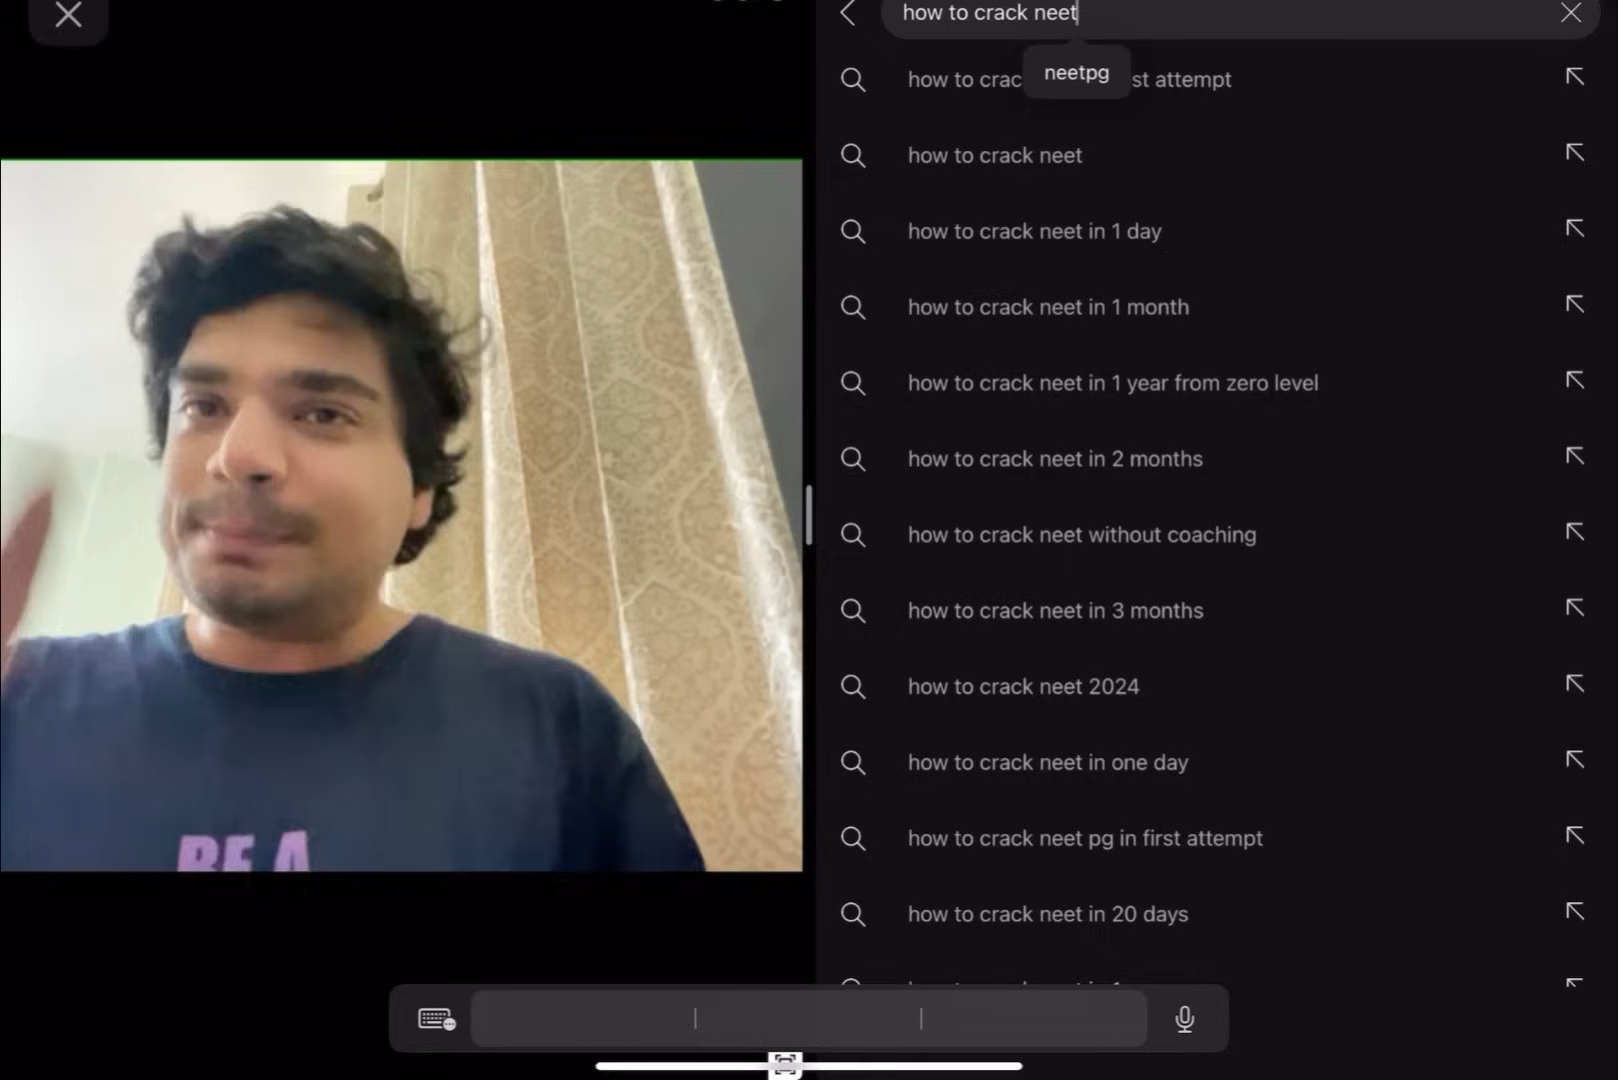 how to crack neet
neetpg
how to crac st attempt
how to crack neet
how to crack neet in 1 day
how to crack neet in 1 month
how to crack neet in 1 year from zero level
how to crack neet in 2 months
how to crack neet without coaching
how to crack neet in 3 months
how to crack neet 2024
how to crack neet in one day
how to crack neet pg in first attempt
how to crack neet in 20 days
BE A